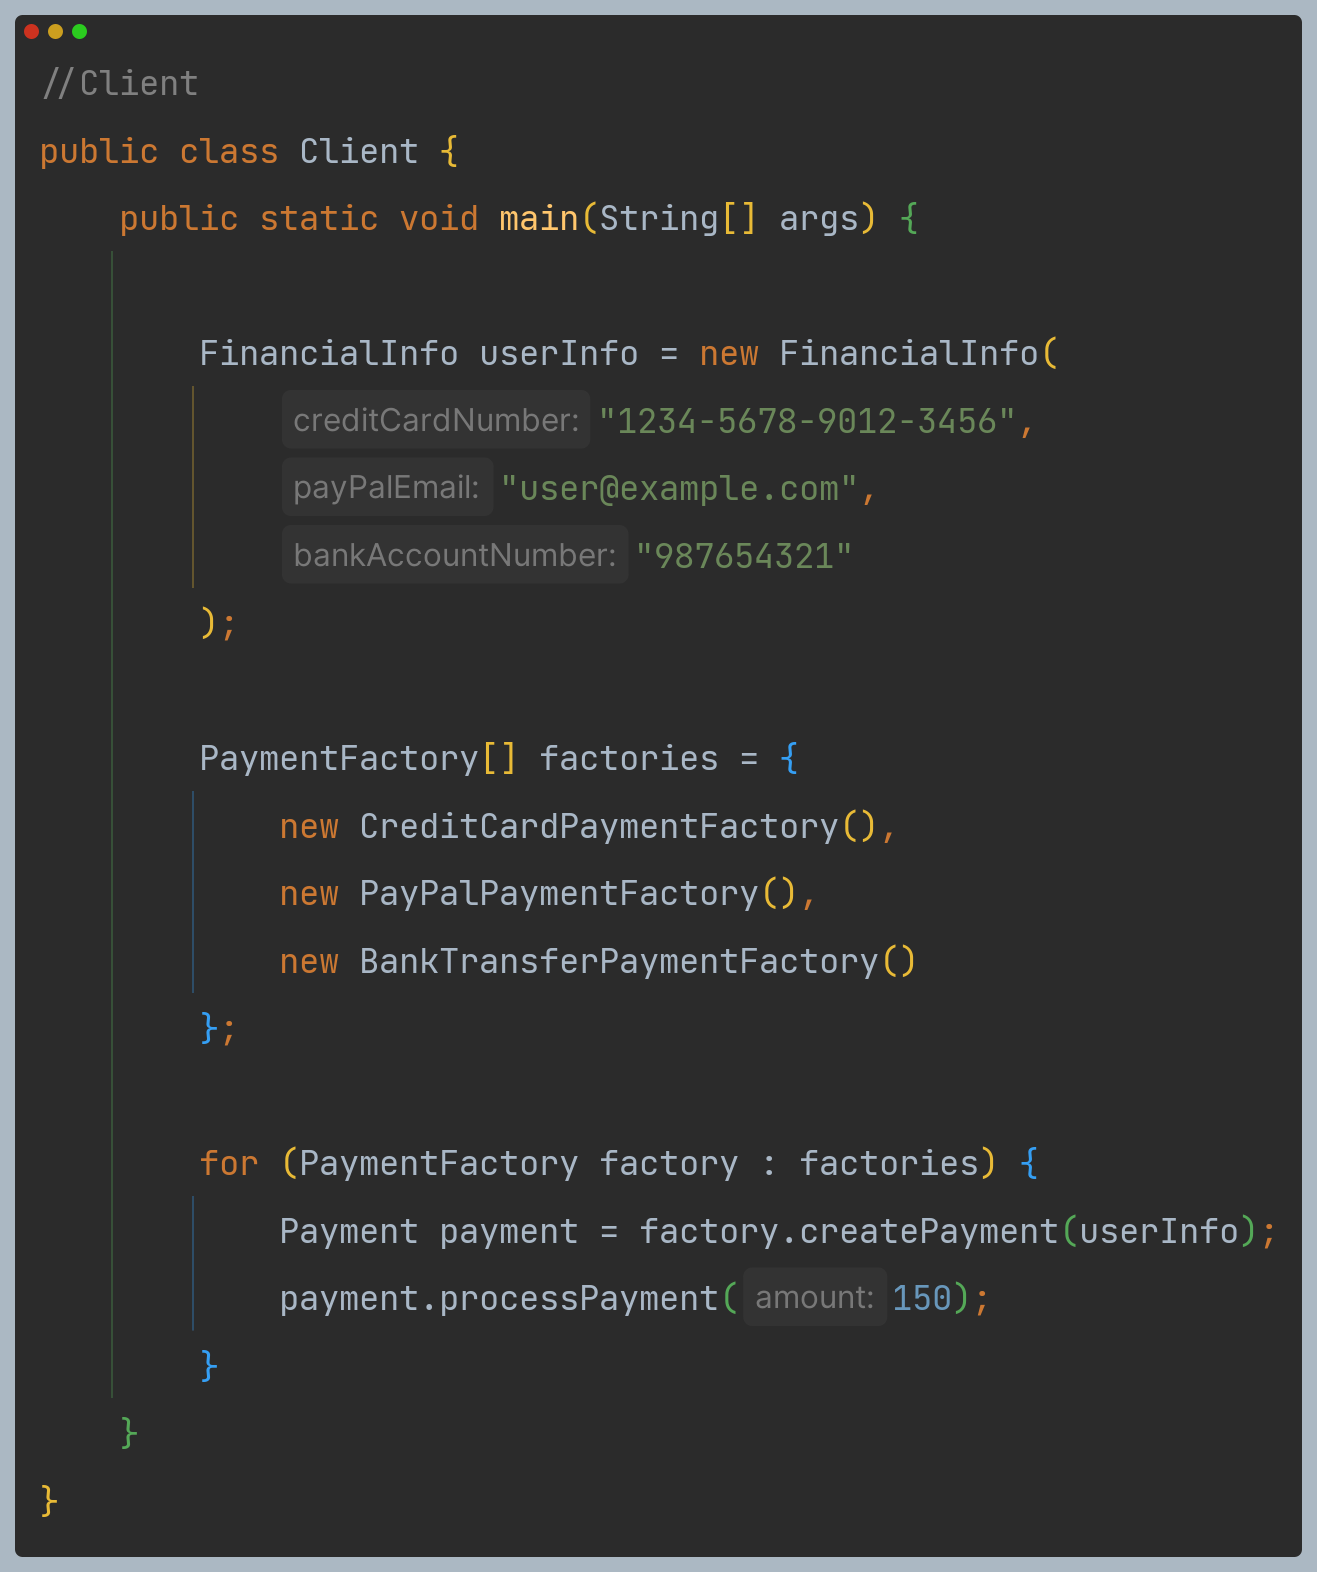 //Client
public class Client {
public static void main(String[] args) {
FinancialInfo userInfo = new FinancialInfo(
creditCardNumber: "1234-5678-9012-3456",
payPalEmail: "user@example.com",
bankAccountNumber: "987654321"
);
PaymentFactory[] factories = {
new CreditCardPaymentFactory(),
new PayPalPaymentFactory(),
new BankTransferPaymentFactory()
};
for (PaymentFactory factory : factories) {
Payment payment = factory.createPayment(userInfo);
payment.processPayment( amount: 150);
}
}
}